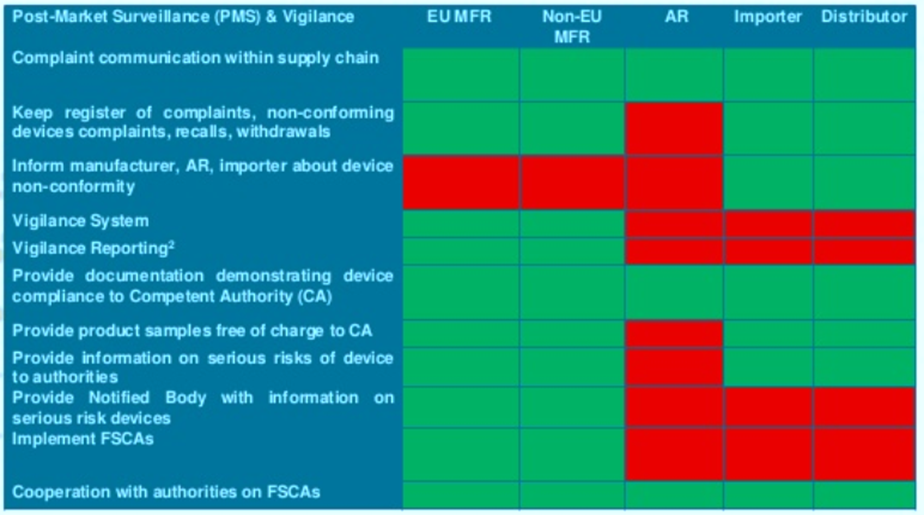 Post-Market Surveillance (PMS) & Vigilance EU MFR Non-EU MFR AR Importer Distributor
Complaint communication within supply chain
Keep register of complaints, non-conforming
devices complaints, recalls, withdrawals
Inform manufacturer, AR, importer about device
non-conformity
Vigilance System
Vigilance Reporting²
Provide documentation demonstrating device
compliance to Competent Authority (CA)
Provide product samples free of charge to CA
Provide information on serious risks of device
to authorities
Provide Notified Body with information on
serious risk devices
Implement FSCAs
Cooperation with authorities on FSCAs